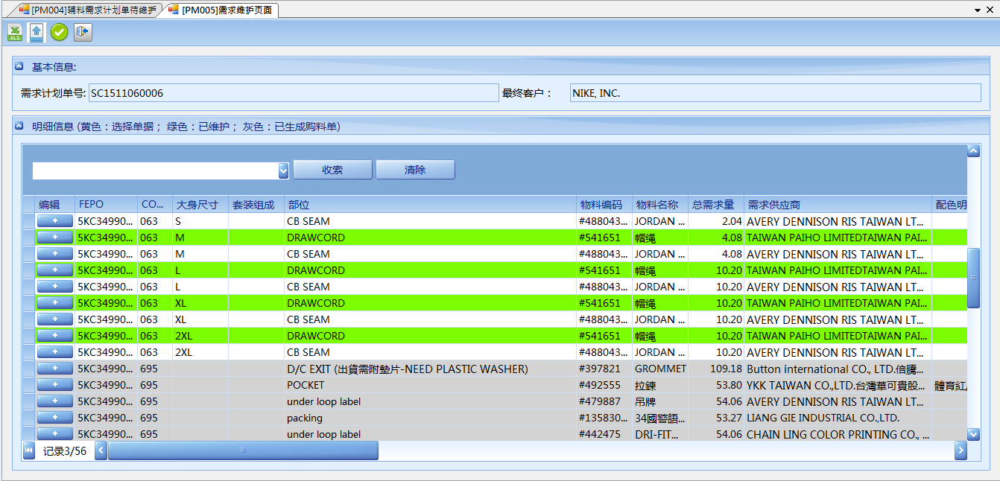 [PM004]辅料需求计划单待维护 [PM005]需求维护页面
XLS
基本信息:
需求计划单号: SC1511060006 最终客户： NIKE, INC.
明细信息 (黄色：选择单据； 绿色：已维护； 灰色：已生成购料单)
收索 清除
编辑 FEPO CO... 大身尺寸 套装组成 部位 物料编码 物料名称 总需求量 需求供应商 配色明
5KC34990... 063 S CB SEAM #488043... JORDAN ... 2.04 AVERY DENNISON RIS TAIWAN LT...
5KC34990... 063 M DRAWCORD #541651 帽绳 4.08 TAIWAN PAIHO LIMITEDTAIWAN PAI...
5KC34990... 063 M CB SEAM #488043... JORDAN ... 4.08 AVERY DENNISON RIS TAIWAN LT...
5KC34990... 063 L DRAWCORD #541651 帽绳 10.20 TAIWAN PAIHO LIMITEDTAIWAN PAI...
5KC34990... 063 L CB SEAM #488043... JORDAN ... 10.20 AVERY DENNISON RIS TAIWAN LT...
5KC34990... 063 XL DRAWCORD #541651 帽绳 10.20 TAIWAN PAIHO LIMITEDTAIWAN PAI...
5KC34990... 063 XL CB SEAM #488043... JORDAN ... 10.20 AVERY DENNISON RIS TAIWAN LT...
5KC34990... 063 2XL DRAWCORD #541651 帽绳 10.20 TAIWAN PAIHO LIMITEDTAIWAN PAI...
5KC34990... 063 2XL CB SEAM #488043... JORDAN ... 10.20 AVERY DENNISON RIS TAIWAN LT...
5KC34990... 695 D/C EXIT (出貨需附墊片-NEED PLASTIC WASHER) #397821 GROMMET 109.18 Button international CO., LTD.倍騰...
5KC34990... 695 POCKET #492555 拉鍊 53.80 YKK TAIWAN CO.,LTD.台灣華可貴股... 體育紅/
5KC34990... 695 under loop label #479887 吊牌 54.06 AVERY DENNISON RIS TAIWAN LT...
5KC34990... 695 packing #135830... 34國警語... 53.27 LIANG GIE INDUSTRIAL CO.,LTD.
5KC34990... 695 under loop label #442475 DRI-FIT... 54.06 CHAIN LING COLOR PRINTING CO., ...
记录3/56